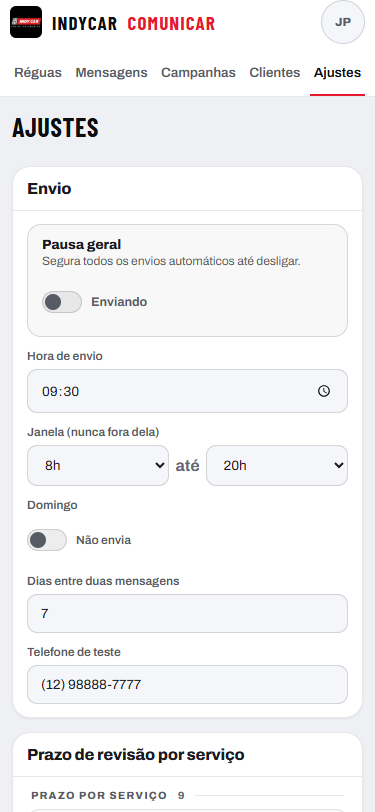 INDYCAR COMUNICAR
JP
Réguas Mensagens Campanhas Clientes Ajustes
AJUSTES
Envio
Pausa geral
Segura todos os envios automáticos até desligar.
Enviando
Hora de envio
09:30
Janela (nunca fora dela)
8h até 20h
Domingo
Não envia
Dias entre duas mensagens
7
Telefone de teste
(12) 98888-7777
Prazo de revisão por serviço
PRAZO POR SERVIÇO 9